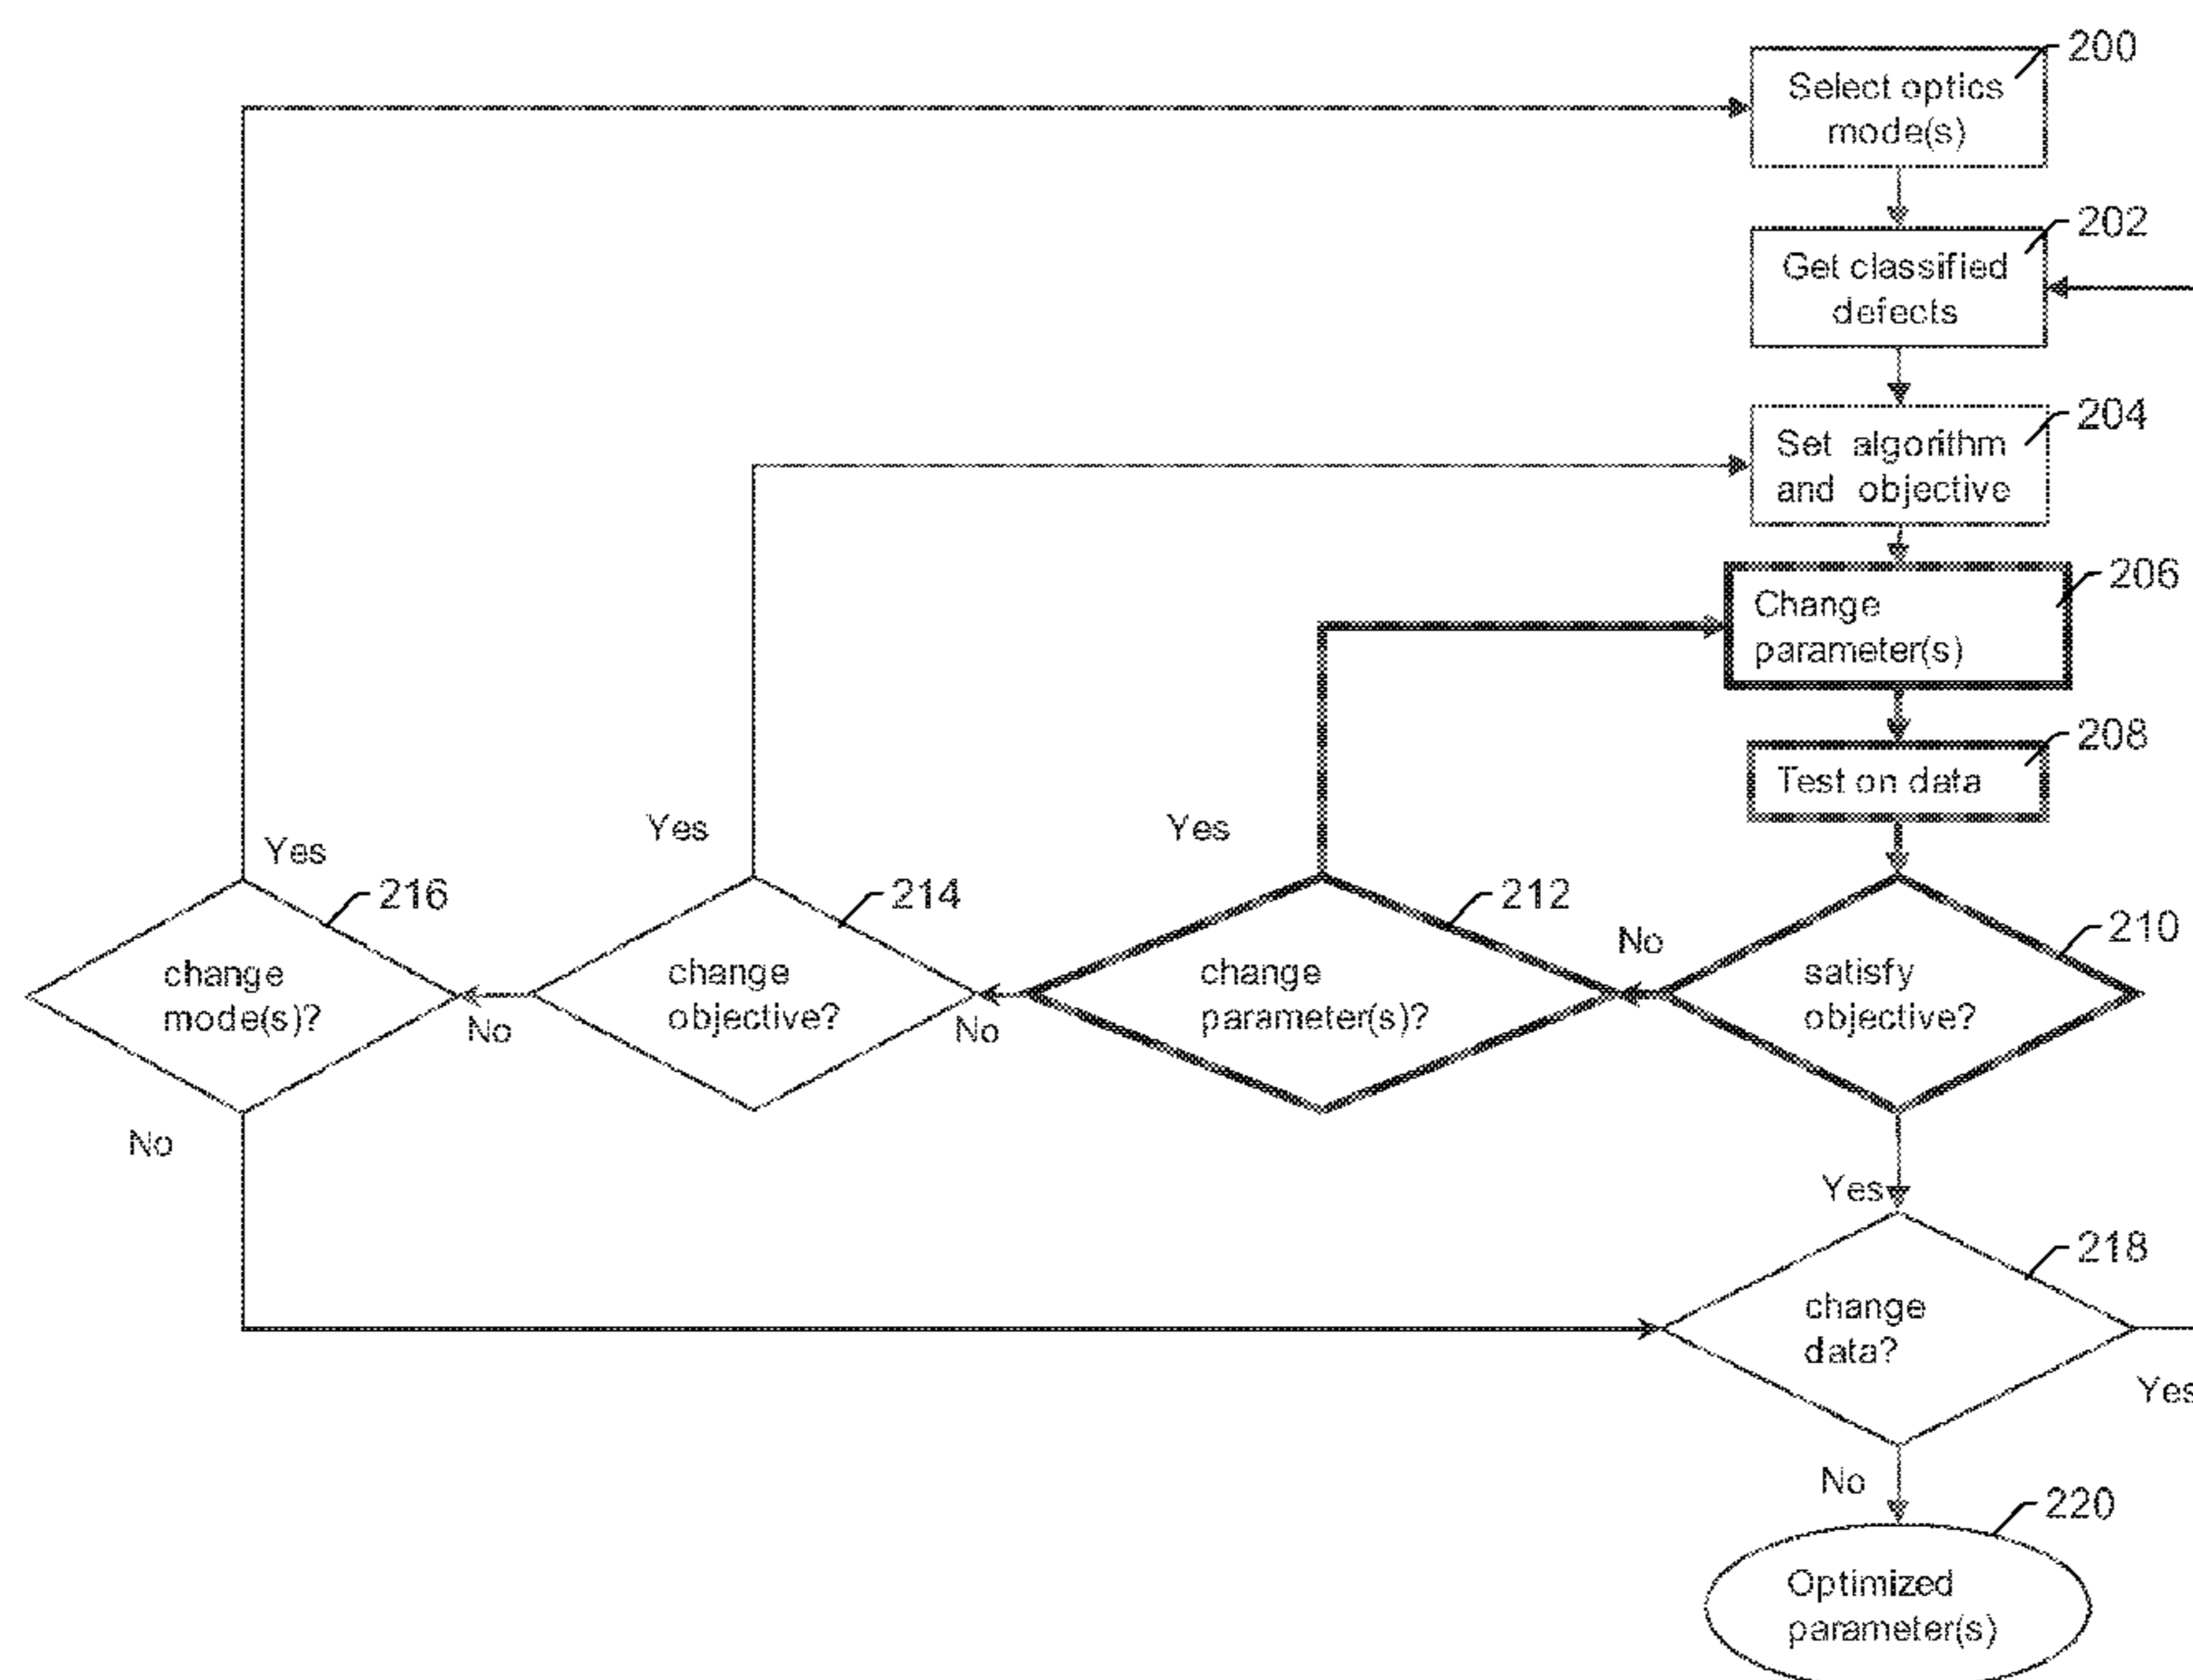 200
Select optics
mode(s)
202
Get classified
defects
204
Set algorithm
and objective
206
Change
parameter(s)
208
Test on data
Yes
Yes
Yes
216
214
212
No
210
change
mode(s)?
No
change
objective?
No
change
parameter(s)?
satisfy
objective?
No
Yes
218
change
data?
Yes
No
220
Optimized
parameter(s)